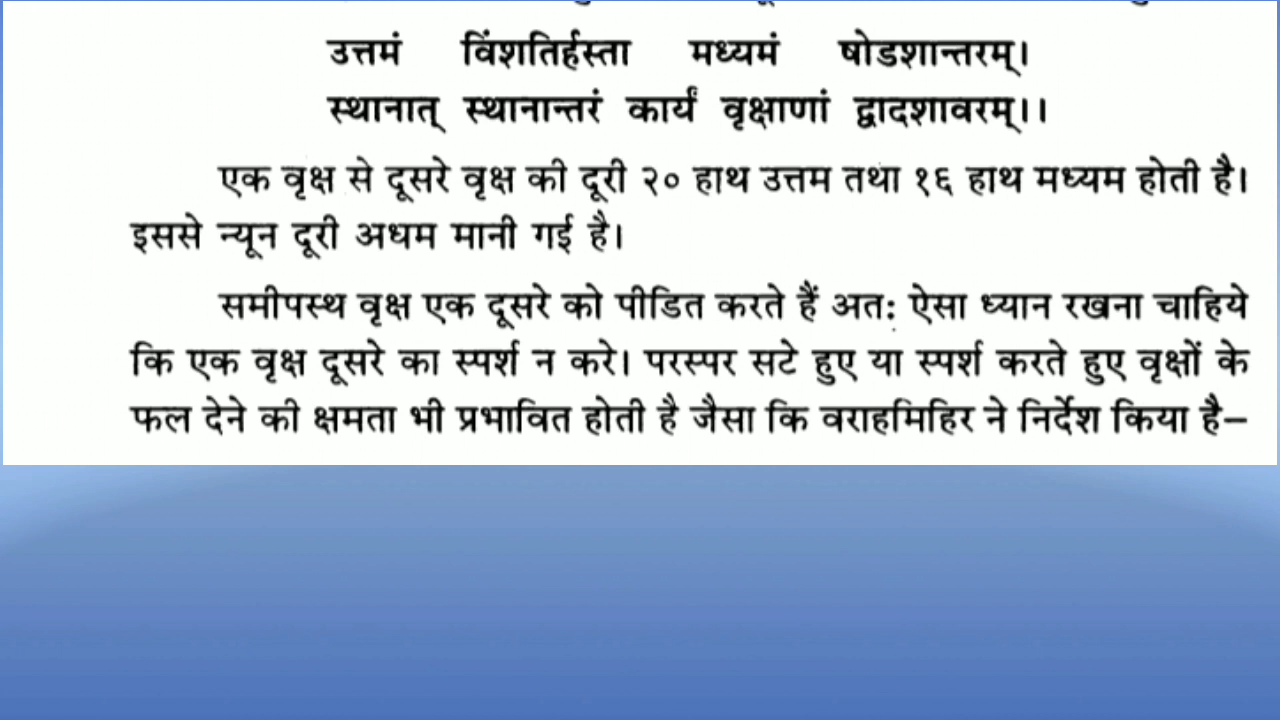 उत्तमं विंशतिर्हस्ता मध्यमं षोडशान्तरम्।
स्थानात् स्थानान्तरं कार्यं वृक्षाणां द्वादशावरम्।।
एक वृक्ष से दूसरे वृक्ष की दूरी २० हाथ उत्तम तथा १६ हाथ मध्यम होती है।
इससे न्यून दूरी अधम मानी गई है।
समीपस्थ वृक्ष एक दूसरे को पीडित करते हैं अतः ऐसा ध्यान रखना चाहिये
कि एक वृक्ष दूसरे का स्पर्श न करे। परस्पर सटे हुए या स्पर्श करते हुए वृक्षों के
फल देने की क्षमता भी प्रभावित होती है जैसा कि वराहमिहिर ने निर्देश किया है–